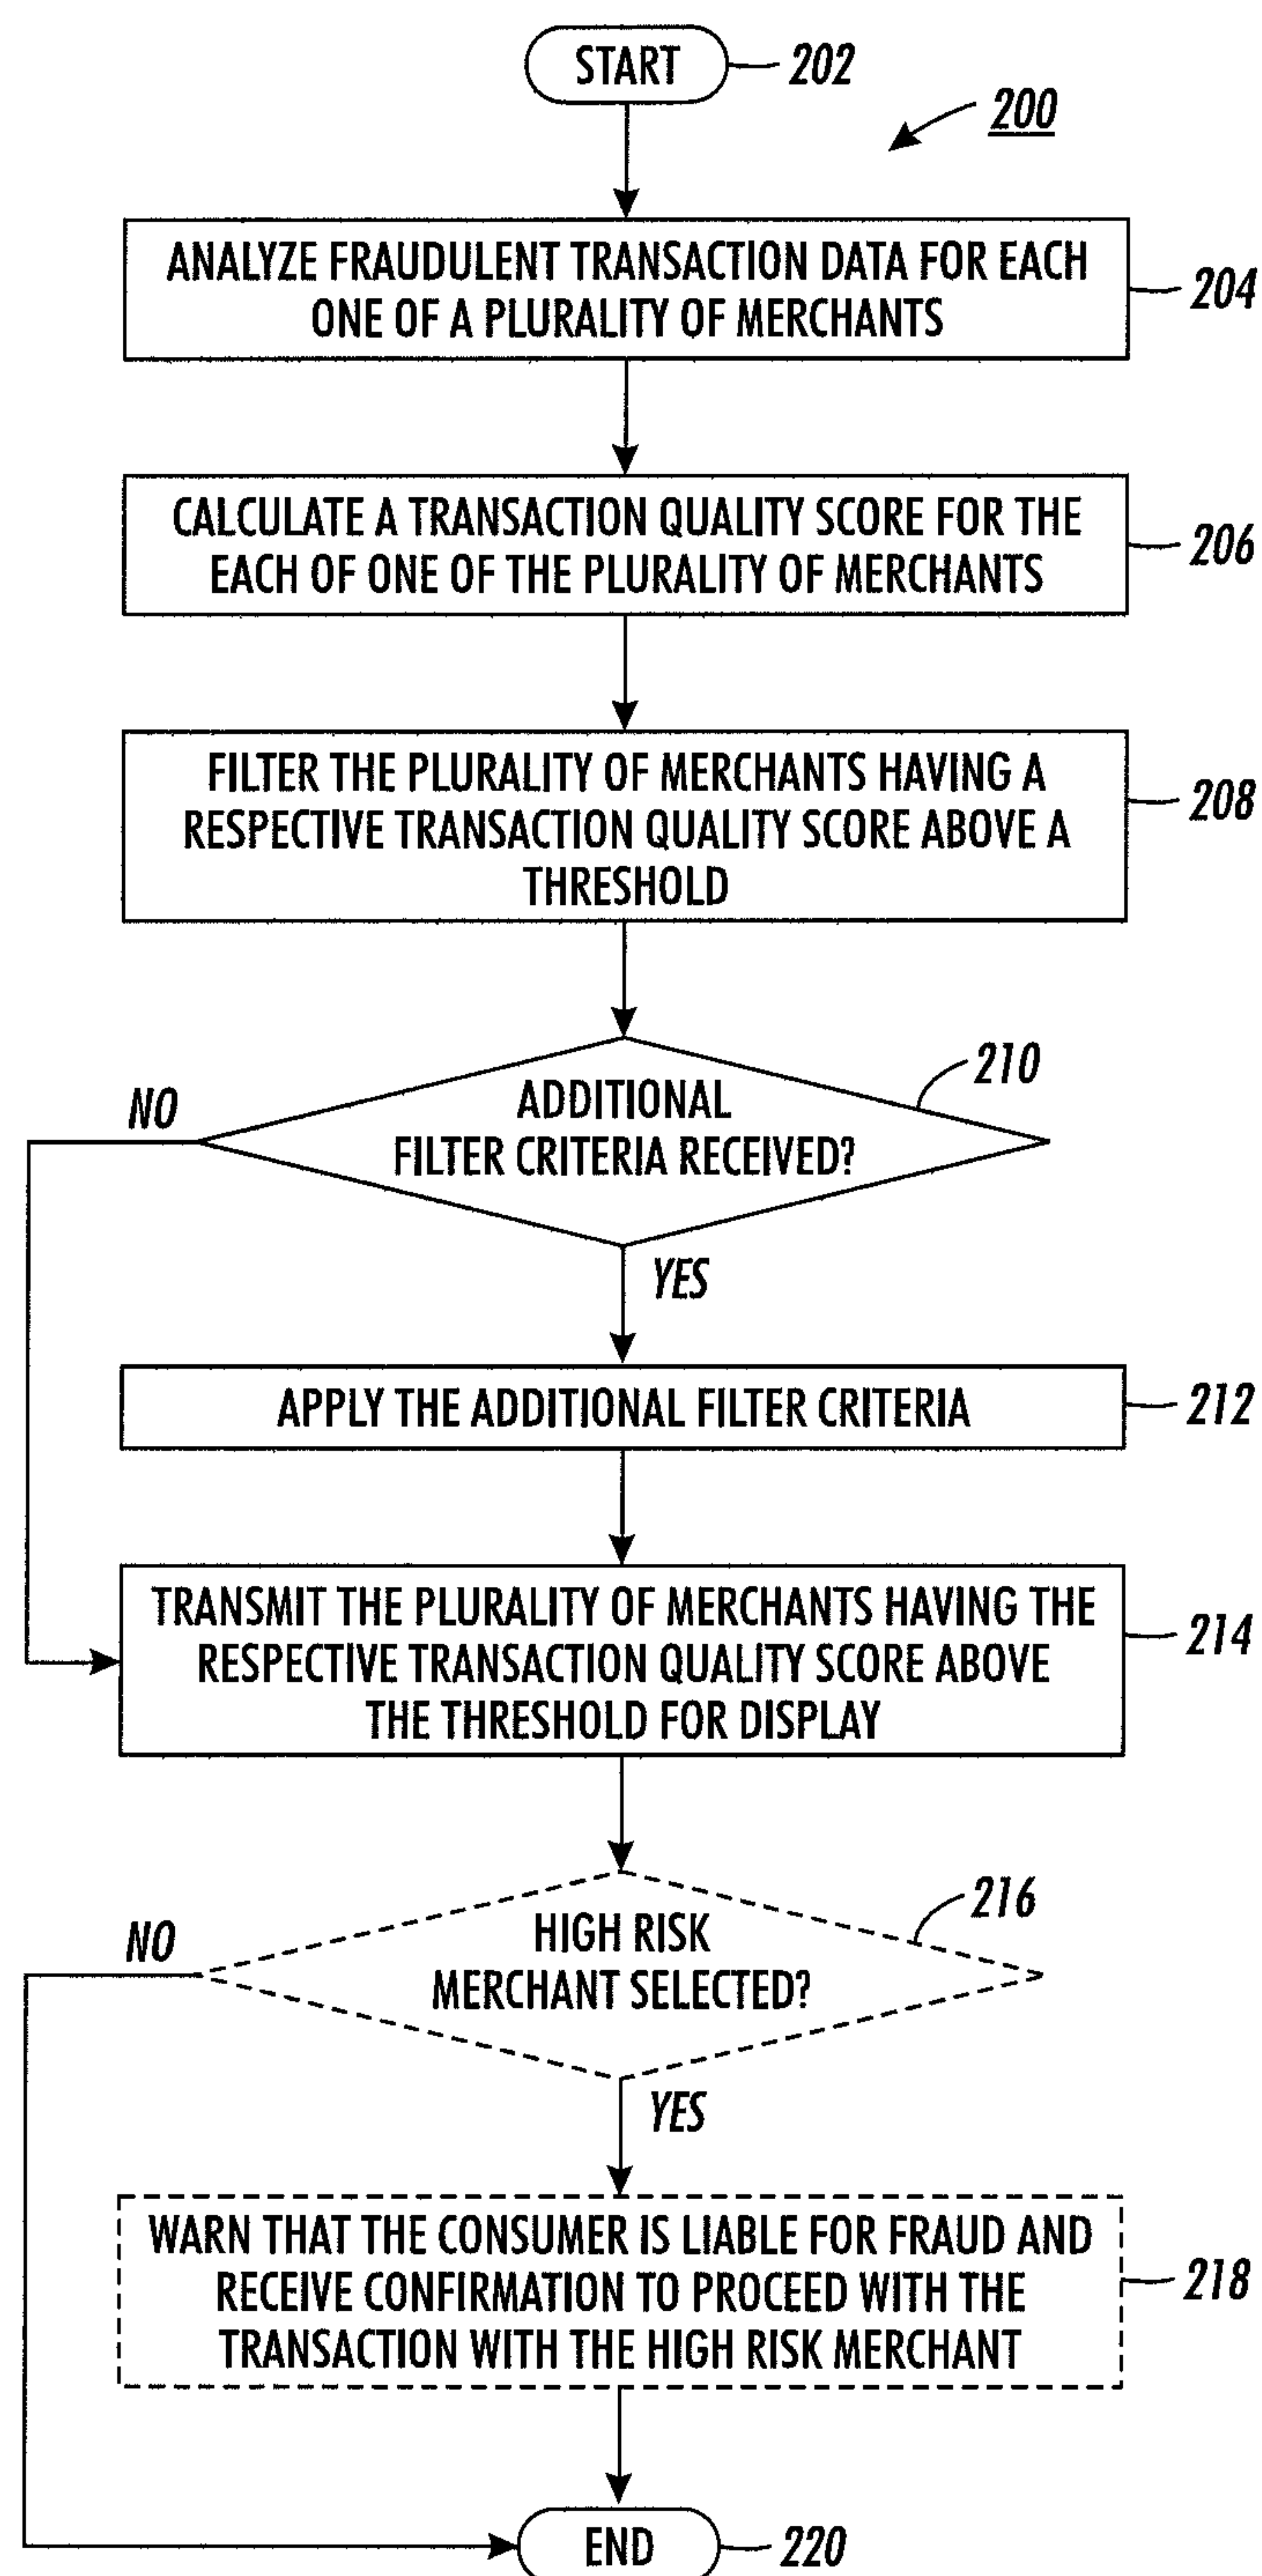 START
202
200
ANALYZE FRAUDULENT TRANSACTION DATA FOR EACH
ONE OF A PLURALITY OF MERCHANTS
204
CALCULATE A TRANSACTION QUALITY SCORE FOR THE
EACH OF ONE OF THE PLURALITY OF MERCHANTS
206
FILTER THE PLURALITY OF MERCHANTS HAVING A
RESPECTIVE TRANSACTION QUALITY SCORE ABOVE A
THRESHOLD
208
210
NO
ADDITIONAL
FILTER CRITERIA RECEIVED?
YES
APPLY THE ADDITIONAL FILTER CRITERIA
212
TRANSMIT THE PLURALITY OF MERCHANTS HAVING THE
RESPECTIVE TRANSACTION QUALITY SCORE ABOVE
THE THRESHOLD FOR DISPLAY
214
216
NO
HIGH RISK
MERCHANT SELECTED?
YES
WARN THAT THE CONSUMER IS LIABLE FOR FRAUD AND
RECEIVE CONFIRMATION TO PROCEED WITH THE
TRANSACTION WITH THE HIGH RISK MERCHANT
218
END
220